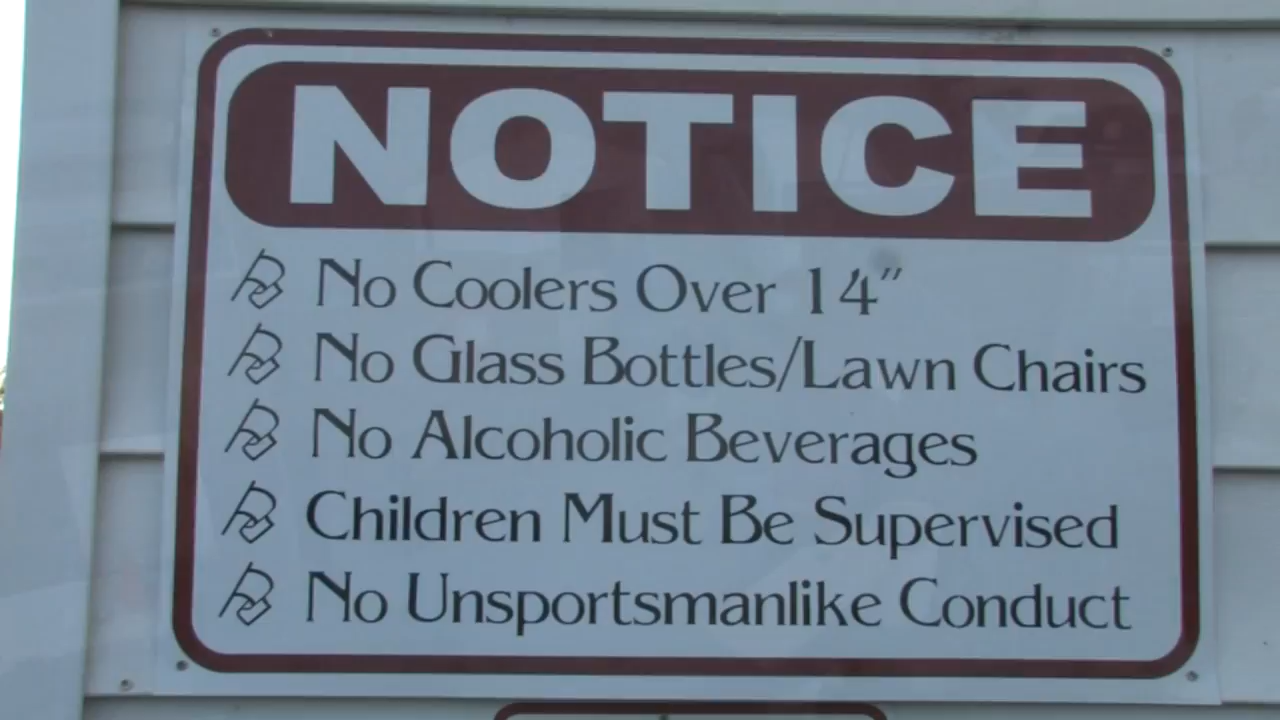 NOTICE
No Coolers Over 14"
No Glass Bottles/Lawn Chairs
No Alcoholic Beverages
Children Must Be Supervised
No Unsportsmanlike Conduct